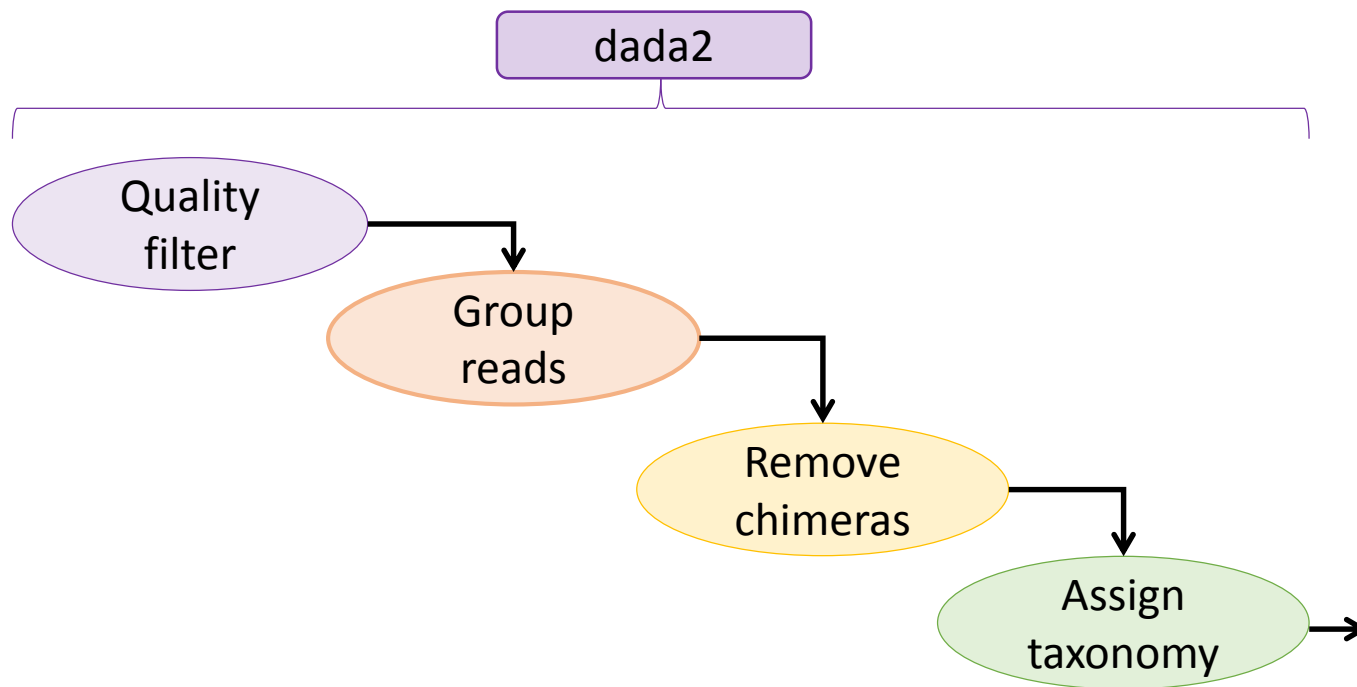 dada2
Quality
filter
Group
reads
Remove
chimeras
Assign
taxonomy